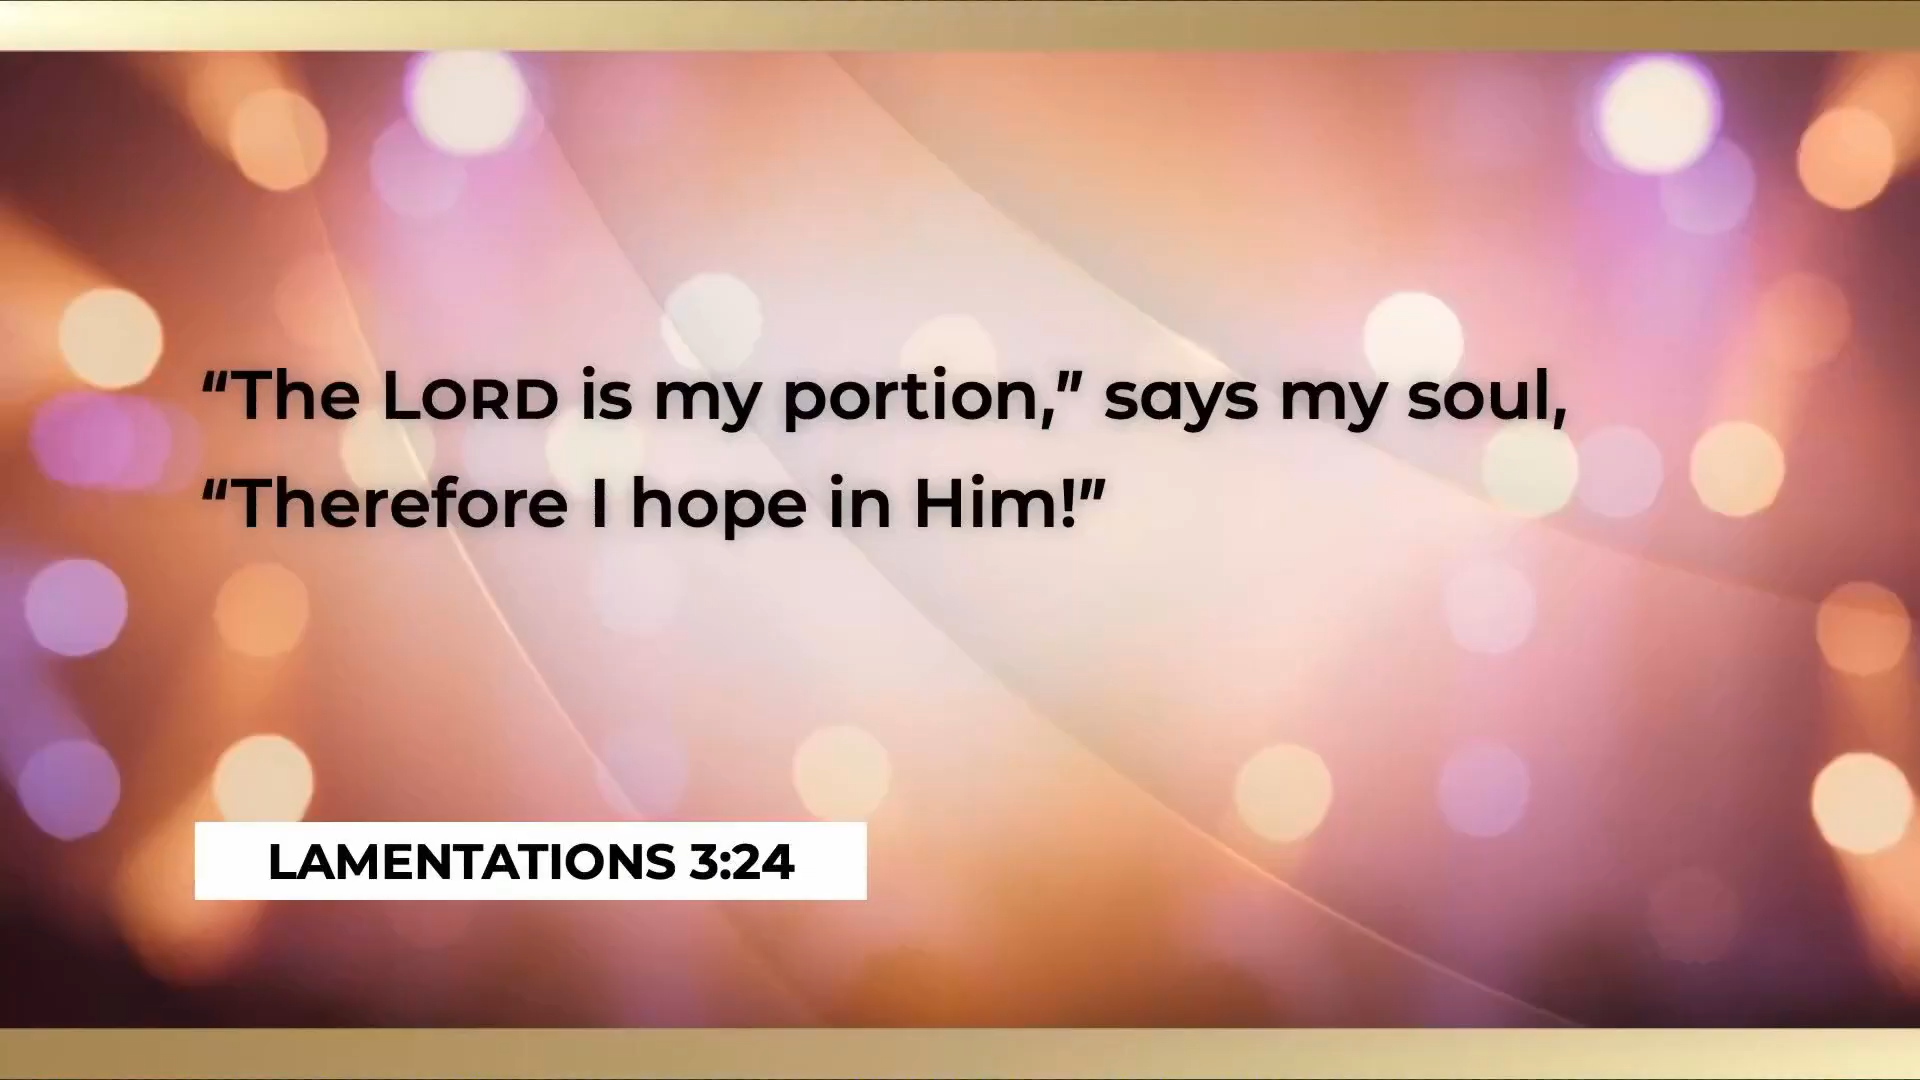 “The LORD is my portion,” says my soul,
“Therefore I hope in Him!”
LAMENTATIONS 3:24